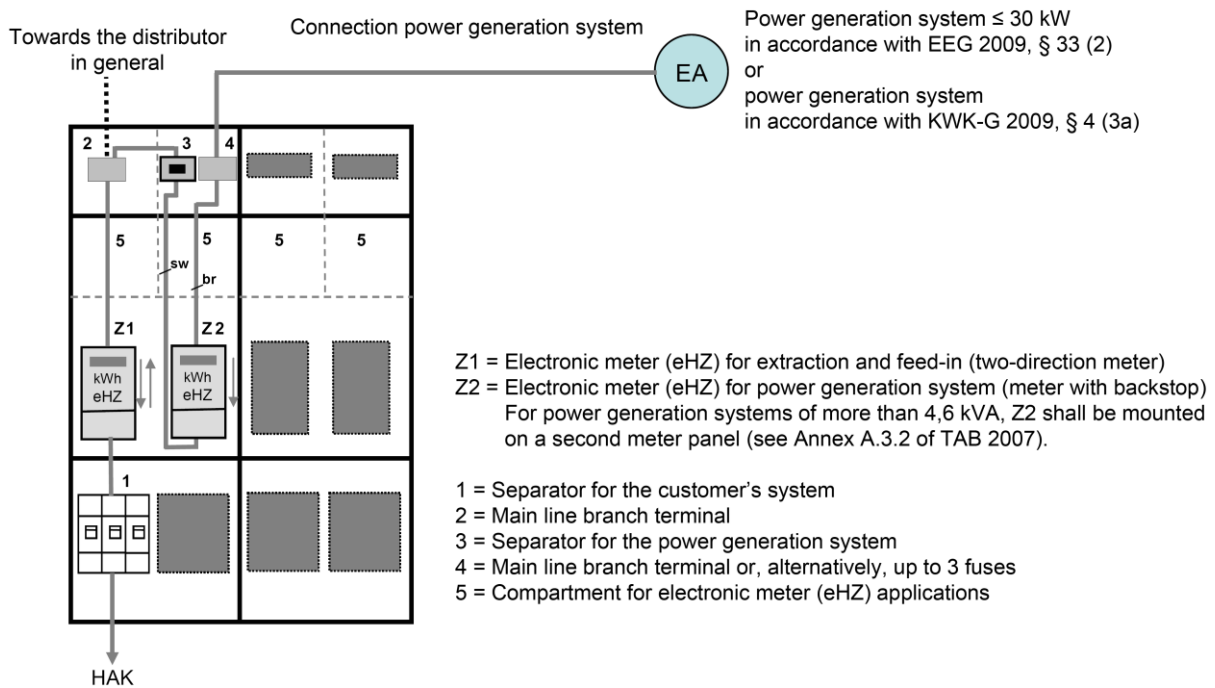 Towards the distributor
in general
Connection power generation system
EA
Power generation system ≤ 30 kW
in accordance with EEG 2009, § 33 (2)
or
power generation system
in accordance with KWK-G 2009, § 4 (3a)
2
3
4
5
5
5
5
sw
br
Z1
Z2
kWh
eHZ
kWh
eHZ
Z1 = Electronic meter (eHZ) for extraction and feed-in (two-direction meter)
Z2 = Electronic meter (eHZ) for power generation system (meter with backstop)
For power generation systems of more than 4,6 kVA, Z2 shall be mounted
on a second meter panel (see Annex A.3.2 of TAB 2007).
1
1 = Separator for the customer's system
2 = Main line branch terminal
3 = Separator for the power generation system
4 = Main line branch terminal or, alternatively, up to 3 fuses
5 = Compartment for electronic meter (eHZ) applications
HAK